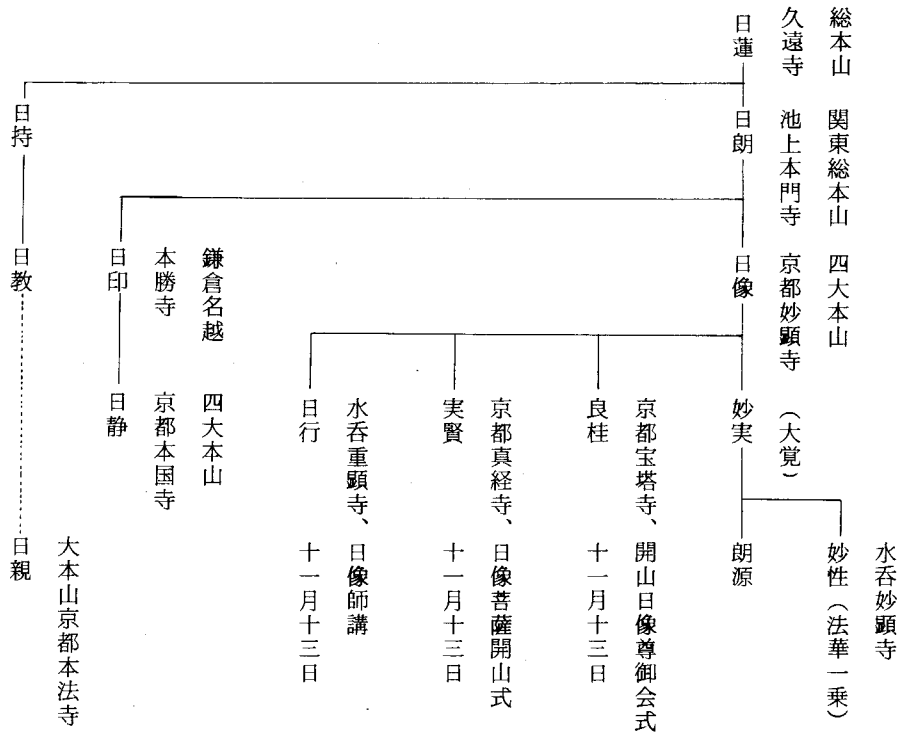 総本山
久遠寺
日蓮
関東総本山
池上本門寺
日朗
四大本山
京都妙顕寺
日像
(大覚)
妙実
水呑妙顕寺
妙性(法華一乗)
朗源
京都宝塔寺、開山日像尊御会式
良桂 十一月十三日
京都真経寺、日像菩薩開山式
実賢 十一月十三日
水呑重顕寺、日像師講
日行 十一月十三日
鎌倉名越
本勝寺
日印
四大本山
京都本国寺
日静
日持
日教
大本山京都本法寺
日親